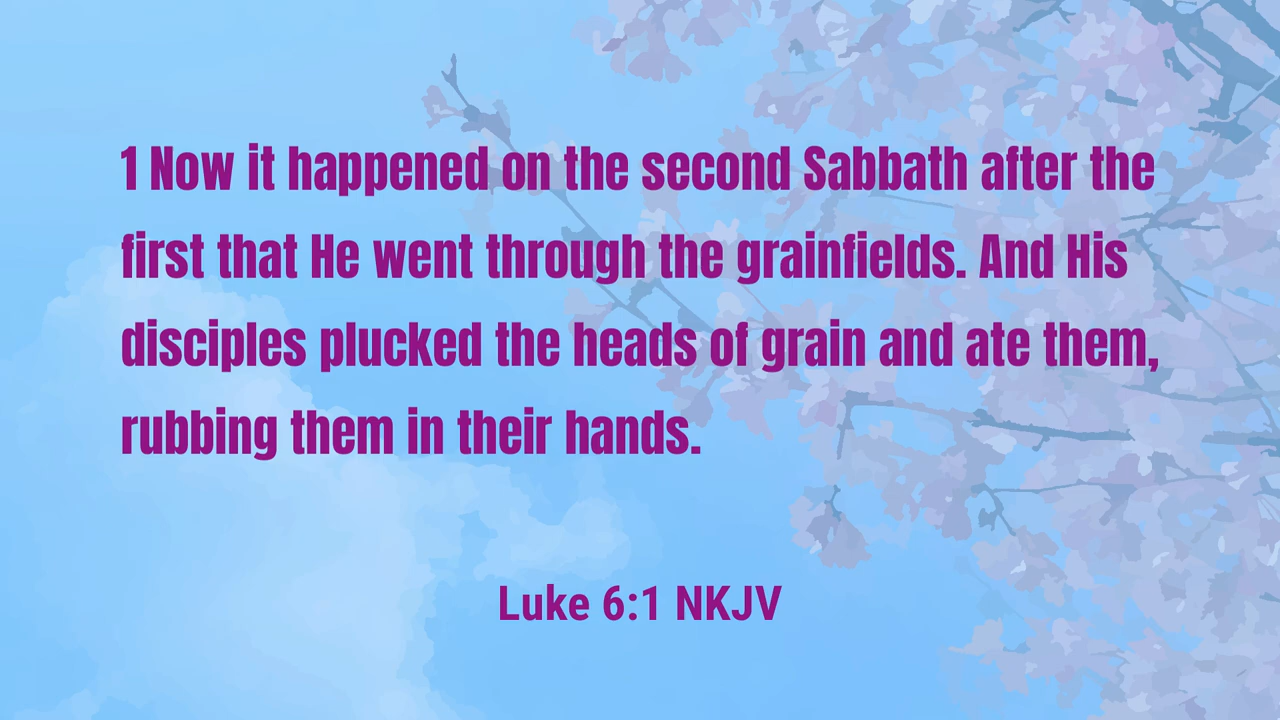 1 Now it happened on the second Sabbath after the
first that He went through the grainfields. And His
disciples plucked the heads of grain and ate them,
rubbing them in their hands.
Luke 6:1 NKJV